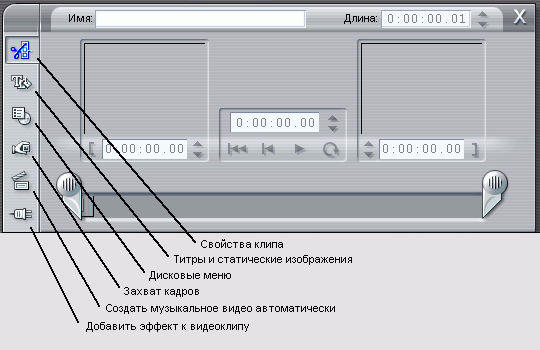 Имя: Длина: 0:00:00.01 X
0:00:00.00
[ 0:00:00.00 0:00:00.00 ]
Свойства клипа
Титры и статические изображения
Дисковые меню
Захват кадров
Создать музыкальное видео автоматически
Добавить эффект к видеоклипу